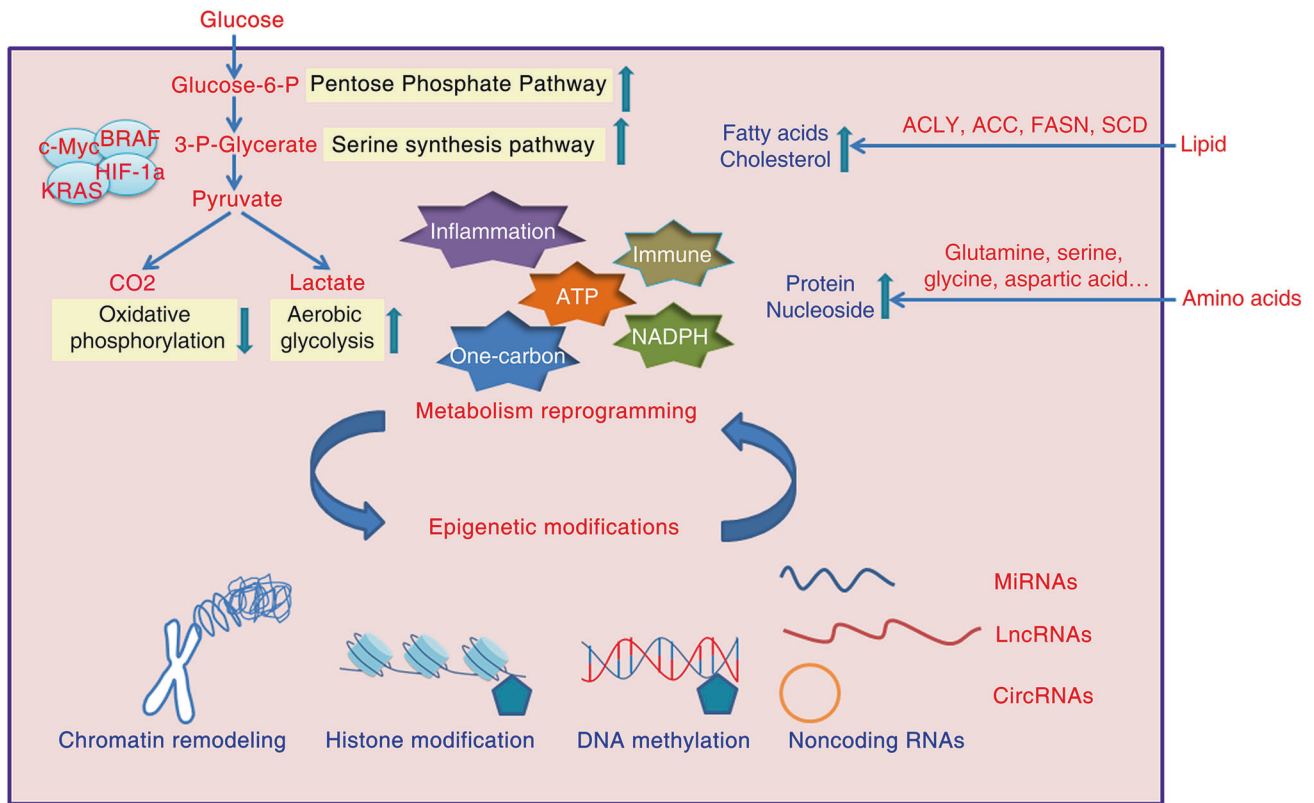 Glucose
Glucose-6-P
Pentose Phosphate Pathway
c-Myc
BRAF
KRAS
HIF-1a
3-P-Glycerate
Serine synthesis pathway
Pyruvate
CO2
Lactate
Oxidative
phosphorylation
Aerobic
glycolysis
Inflammation
Immune
ATP
NADPH
One-carbon
Fatty acids
Cholesterol
ACLY, ACC, FASN, SCD
Lipid
Protein
Nucleoside
Glutamine, serine,
glycine, aspartic acid…
Amino acids
Metabolism reprogramming
Epigenetic modifications
MiRNAs
LncRNAs
CircRNAs
Chromatin remodeling
Histone modification
DNA methylation
Noncoding RNAs